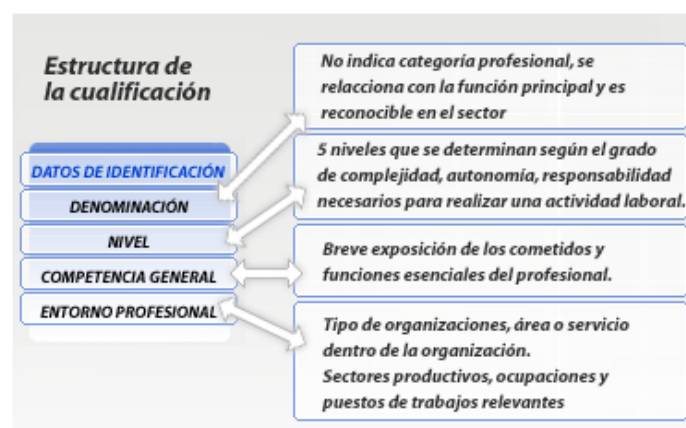 Estructura de
la cualificación
DATOS DE IDENTIFICACIÓN
DENOMINACIÓN
NIVEL
COMPETENCIA GENERAL
ENTORNO PROFESIONAL
No indica categoría profesional, se
relacciona con la función principal y es
reconocible en el sector
5 niveles que se determinan según el grado
de complejidad, autonomía, responsabilidad
necesarios para realizar una actividad laboral.
Breve exposición de los cometidos y
funciones esenciales del profesional.
Tipo de organizaciones, área o servicio
dentro de la organización.
Sectores productivos, ocupaciones y
puestos de trabajos relevantes